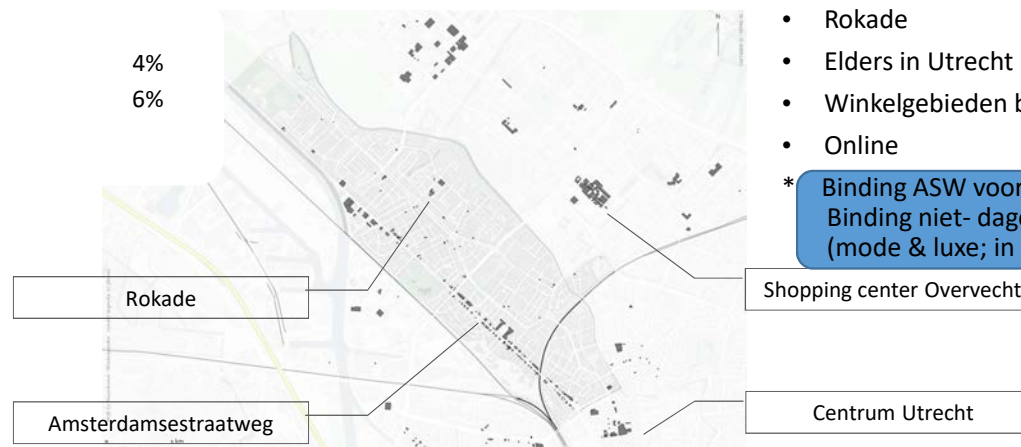 4%
6%
• Rokade
• Elders in Utrecht
• Winkelgebieden b
• Online
* Binding ASW voor
Binding niet- dage
(mode & luxe; in
Rokade
Shopping center Overvecht
Amsterdamsestraatweg
Centrum Utrecht